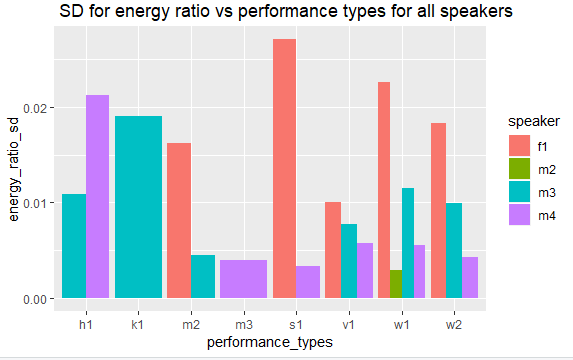 SD for energy ratio vs performance types for all speakers
energy_ratio_sd
0.02
0.01
0.00
h1 k1 m2 m3 s1 v1 w1 w2
performance_types
speaker
f1
m2
m3
m4